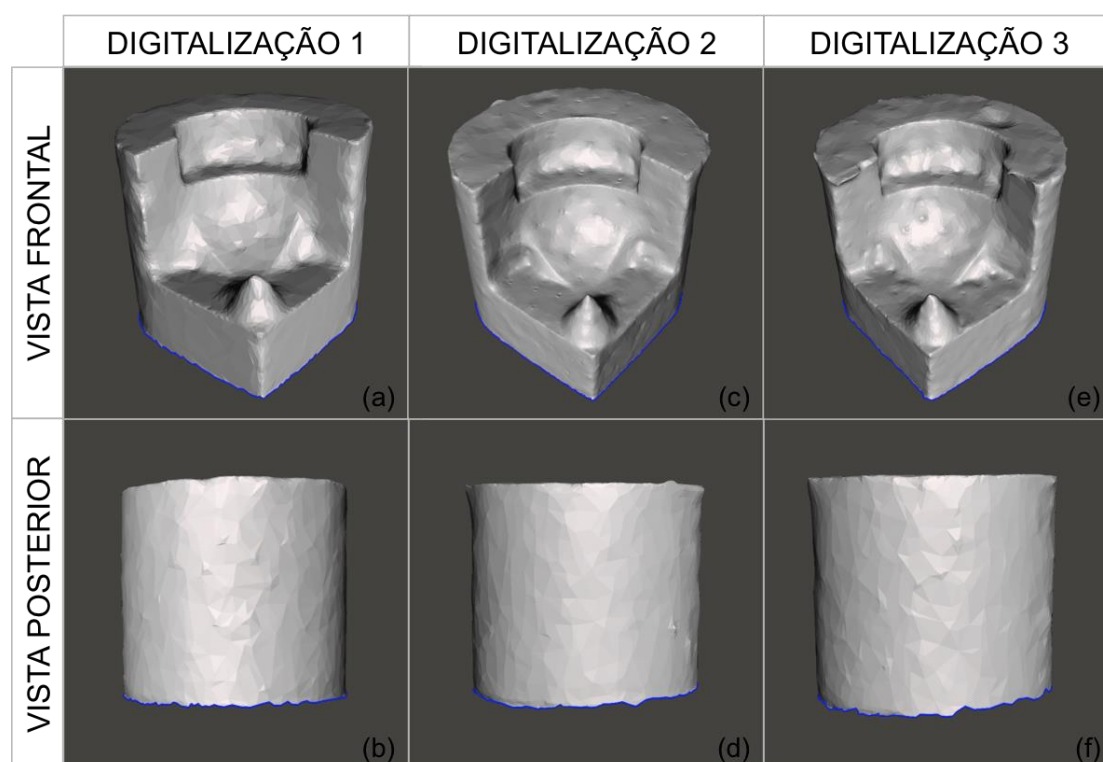 DIGITALIZAÇÃO 1
DIGITALIZAÇÃO 2
DIGITALIZAÇÃO 3
VISTA FRONTAL
(a)
(c)
(e)
VISTA POSTERIOR
(b)
(d)
(f)